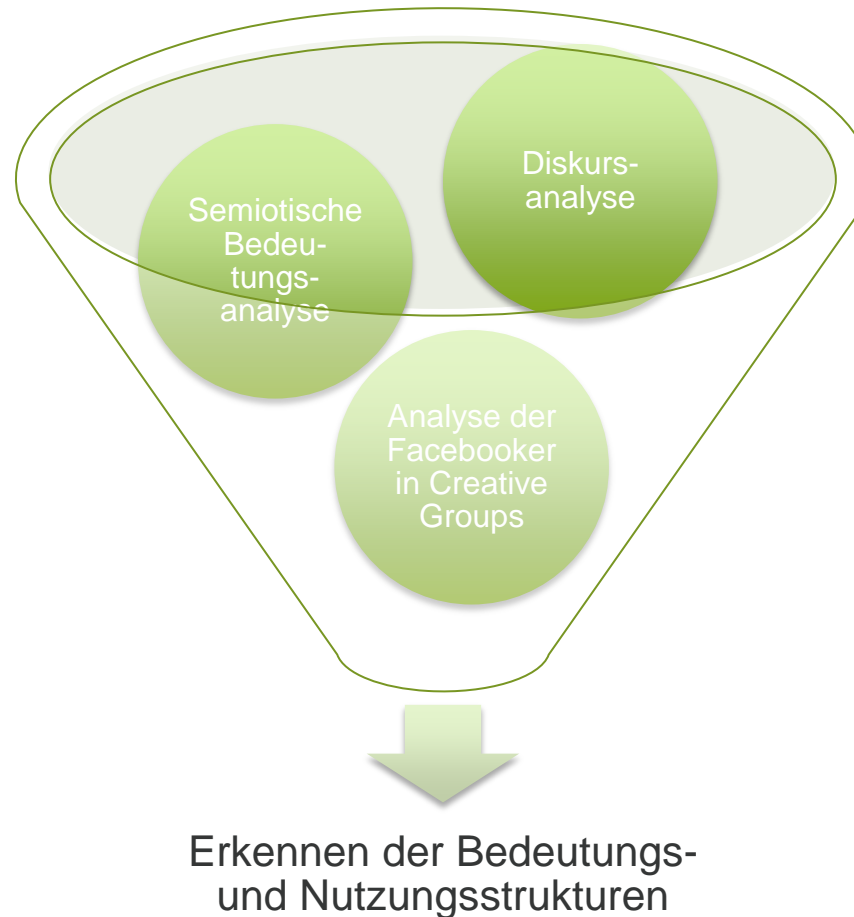 Diskurs-
analyse
Semiotische
Bedeu-
tungs-
analyse
Analyse der
Facebooker
in Creative
Groups
Erkennen der Bedeutungs-
und Nutzungsstrukturen